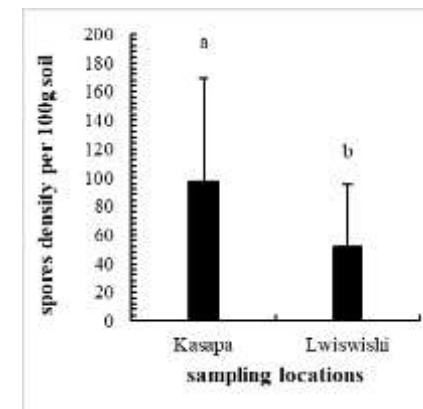 spores density per 100g soil
200
180
160
140
120
100
80
60
40
20
0
a
b
Kasapa
Lwiswishi
sampling locations